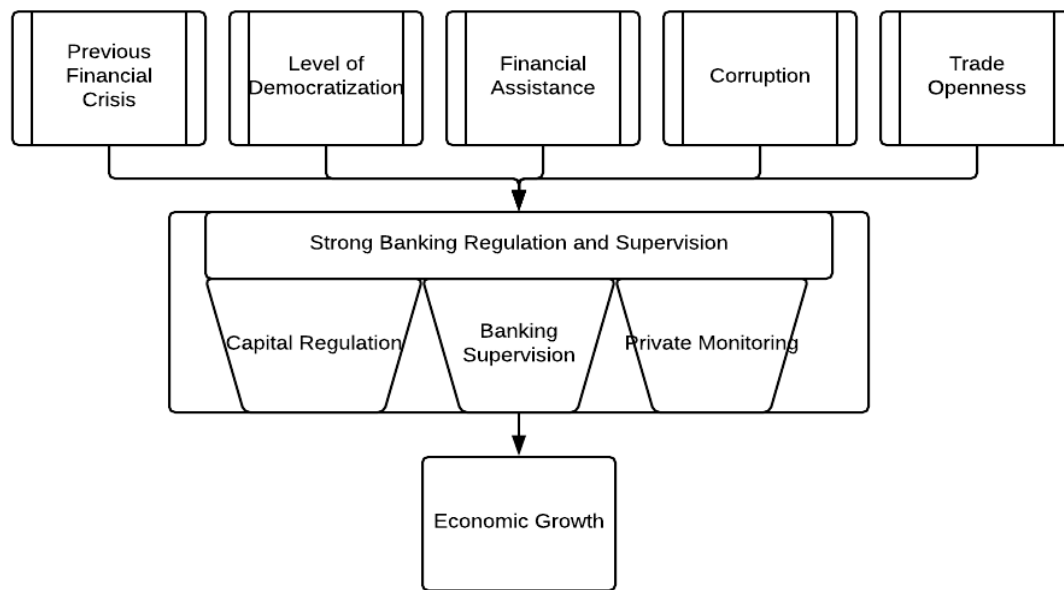 Previous
Financial
Crisis
Level of
Democratization
Financial
Assistance
Corruption
Trade
Openness
Strong Banking Regulation and Supervision
Capital Regulation
Banking
Supervision
Private Monitoring
Economic Growth